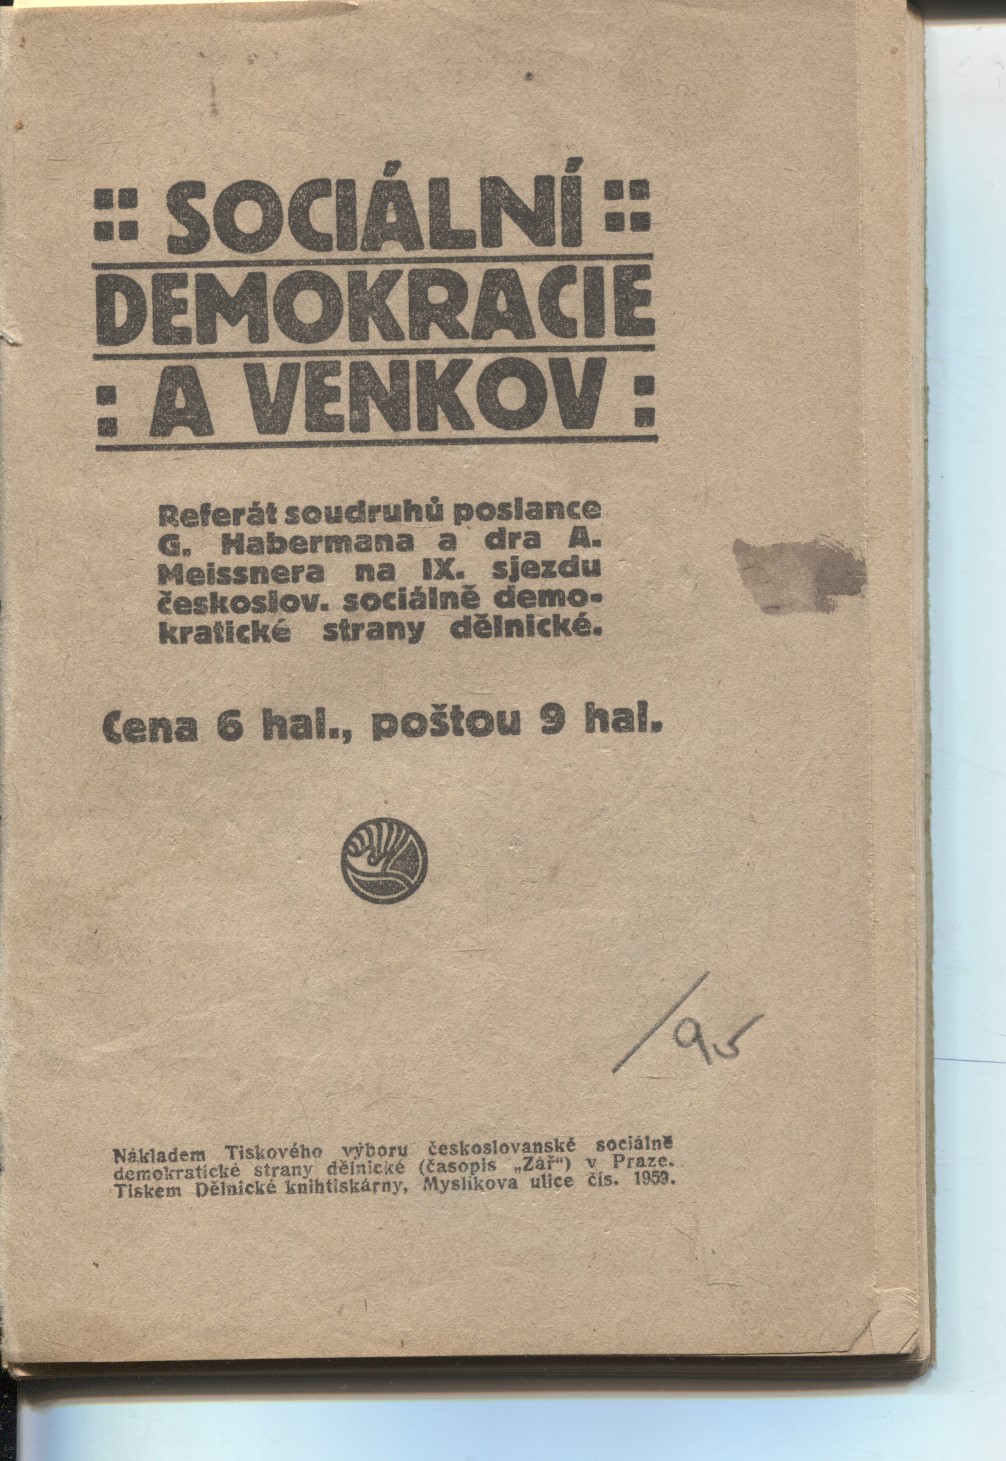 SOCIÁLNÍ
DEMOKRACIE
A VENKOV
Referát soudruhů poslance
G. Habermana a dra A.
Meissnera na IX. sjezdu
českoslov. sociálně demo-
kratické strany dělnické.
Cena 6 hal., poštou 9 hal.
/95
Nákladem Tiskového výboru českoslovanské sociálně
demokratické strany dělnické (časopis „Zář“) v Praze.
Tiskem Dělnické knihtiskárny, Myslíkova ulice čís. 1959.